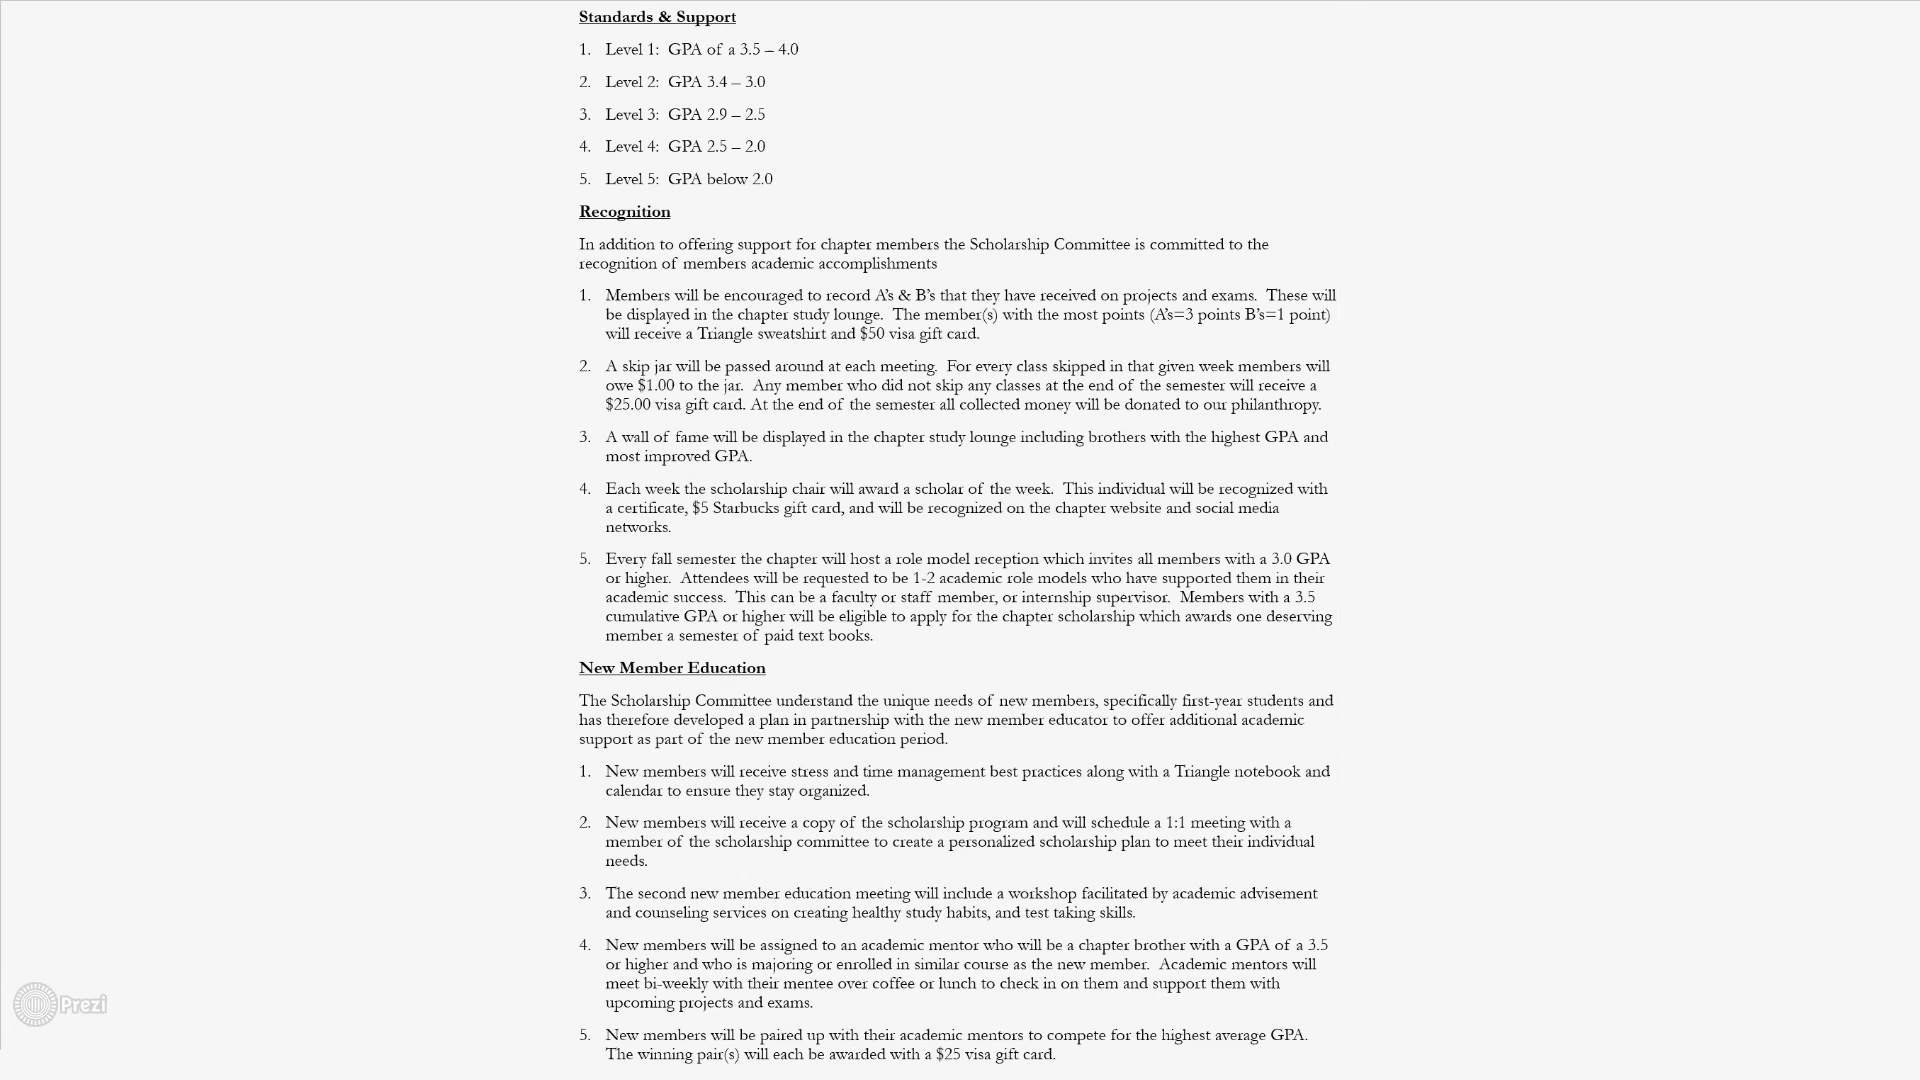 Standards & Support
1. Level 1: GPA of a 3.5 – 4.0
2. Level 2: GPA 3.4 – 3.0
3. Level 3: GPA 2.9 – 2.5
4. Level 4: GPA 2.5 – 2.0
5. Level 5: GPA below 2.0
Recognition
In addition to offering support for chapter members the Scholarship Committee is committed to the
recognition of members academic accomplishments
1. Members will be encouraged to record A's & B's that they have received on projects and exams. These will
be displayed in the chapter study lounge. The member(s) with the most points (A's=3 points B's=1 point)
will receive a Triangle sweatshirt and $50 visa gift card.
2. A skip jar will be passed around at each meeting. For every class skipped in that given week members will
owe $1.00 to the jar. Any member who did not skip any classes at the end of the semester will receive a
$25.00 visa gift card. At the end of the semester all collected money will be donated to our philanthropy.
3. A wall of fame will be displayed in the chapter study lounge including brothers with the highest GPA and
most improved GPA.
4. Each week the scholarship chair will award a scholar of the week. This individual will be recognized with
a certificate, $5 Starbucks gift card, and will be recognized on the chapter website and social media
networks.
5. Every fall semester the chapter will host a role model reception which invites all members with a 3.0 GPA
or higher. Attendees will be requested to be 1-2 academic role models who have supported them in their
academic success. This can be a faculty or staff member, or internship supervisor. Members with a 3.5
cumulative GPA or higher will be eligible to apply for the chapter scholarship which awards one deserving
member a semester of paid text books.
New Member Education
The Scholarship Committee understand the unique needs of new members, specifically first-year students and
has therefore developed a plan in partnership with the new member educator to offer additional academic
support as part of the new member education period.
1. New members will receive stress and time management best practices along with a Triangle notebook and
calendar to ensure they stay organized.
2. New members will receive a copy of the scholarship program and will schedule a 1:1 meeting with a
member of the scholarship committee to create a personalized scholarship plan to meet their individual
needs.
3. The second new member education meeting will include a workshop facilitated by academic advisement
and counseling services on creating healthy study habits, and test taking skills.
4. New members will be assigned to an academic mentor who will be a chapter brother with a GPA of a 3.5
or higher and who is majoring or enrolled in similar course as the new member. Academic mentors will
meet bi-weekly with their mentee over coffee or lunch to check in on them and support them with
upcoming projects and exams.
5. New members will be paired up with their academic mentors to compete for the highest average GPA.
The winning pair(s) will each be awarded with a $25 visa gift card.
Prezi